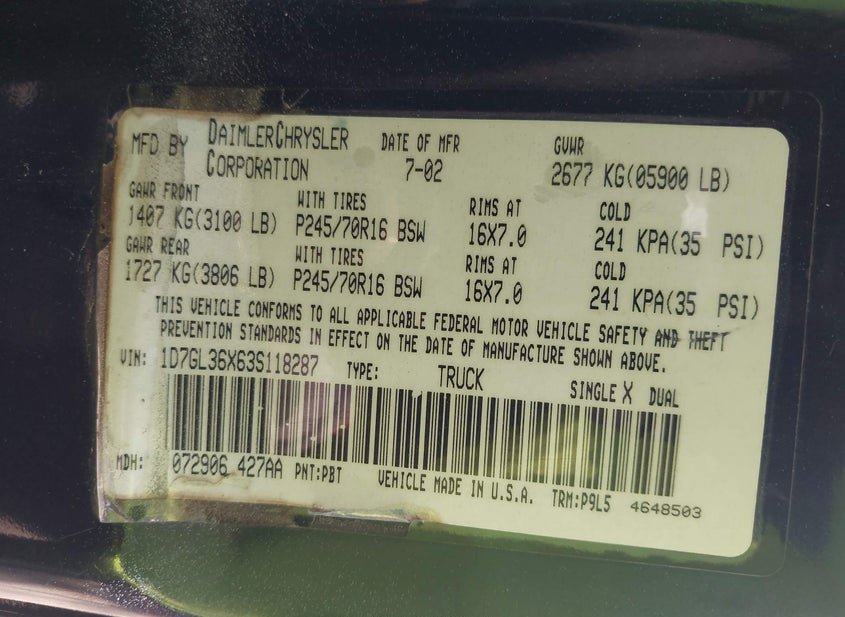 MFD BY DAIMLERCHRYSLER CORPORATION DATE OF MFR 7-02 GVWR 2677 KG(05900 LB)
GAWR FRONT WITH TIRES RIMS AT COLD
1407 KG(3100 LB) P245/70R16 BSW 16X7.0 241 KPA(35 PSI)
GAWR REAR WITH TIRES RIMS AT COLD
1727 KG(3806 LB) P245/70R16 BSW 16X7.0 241 KPA(35 PSI)
THIS VEHICLE CONFORMS TO ALL APPLICABLE FEDERAL MOTOR VEHICLE SAFETY AND THEFT
PREVENTION STANDARDS IN EFFECT ON THE DATE OF MANUFACTURE SHOWN ABOVE.
VIN: 1D7GL36X63S118287 TYPE: TRUCK SINGLE X DUAL
MDH: 072906 427AA PNT:PBT VEHICLE MADE IN U.S.A. TRM:P9L5 4648503